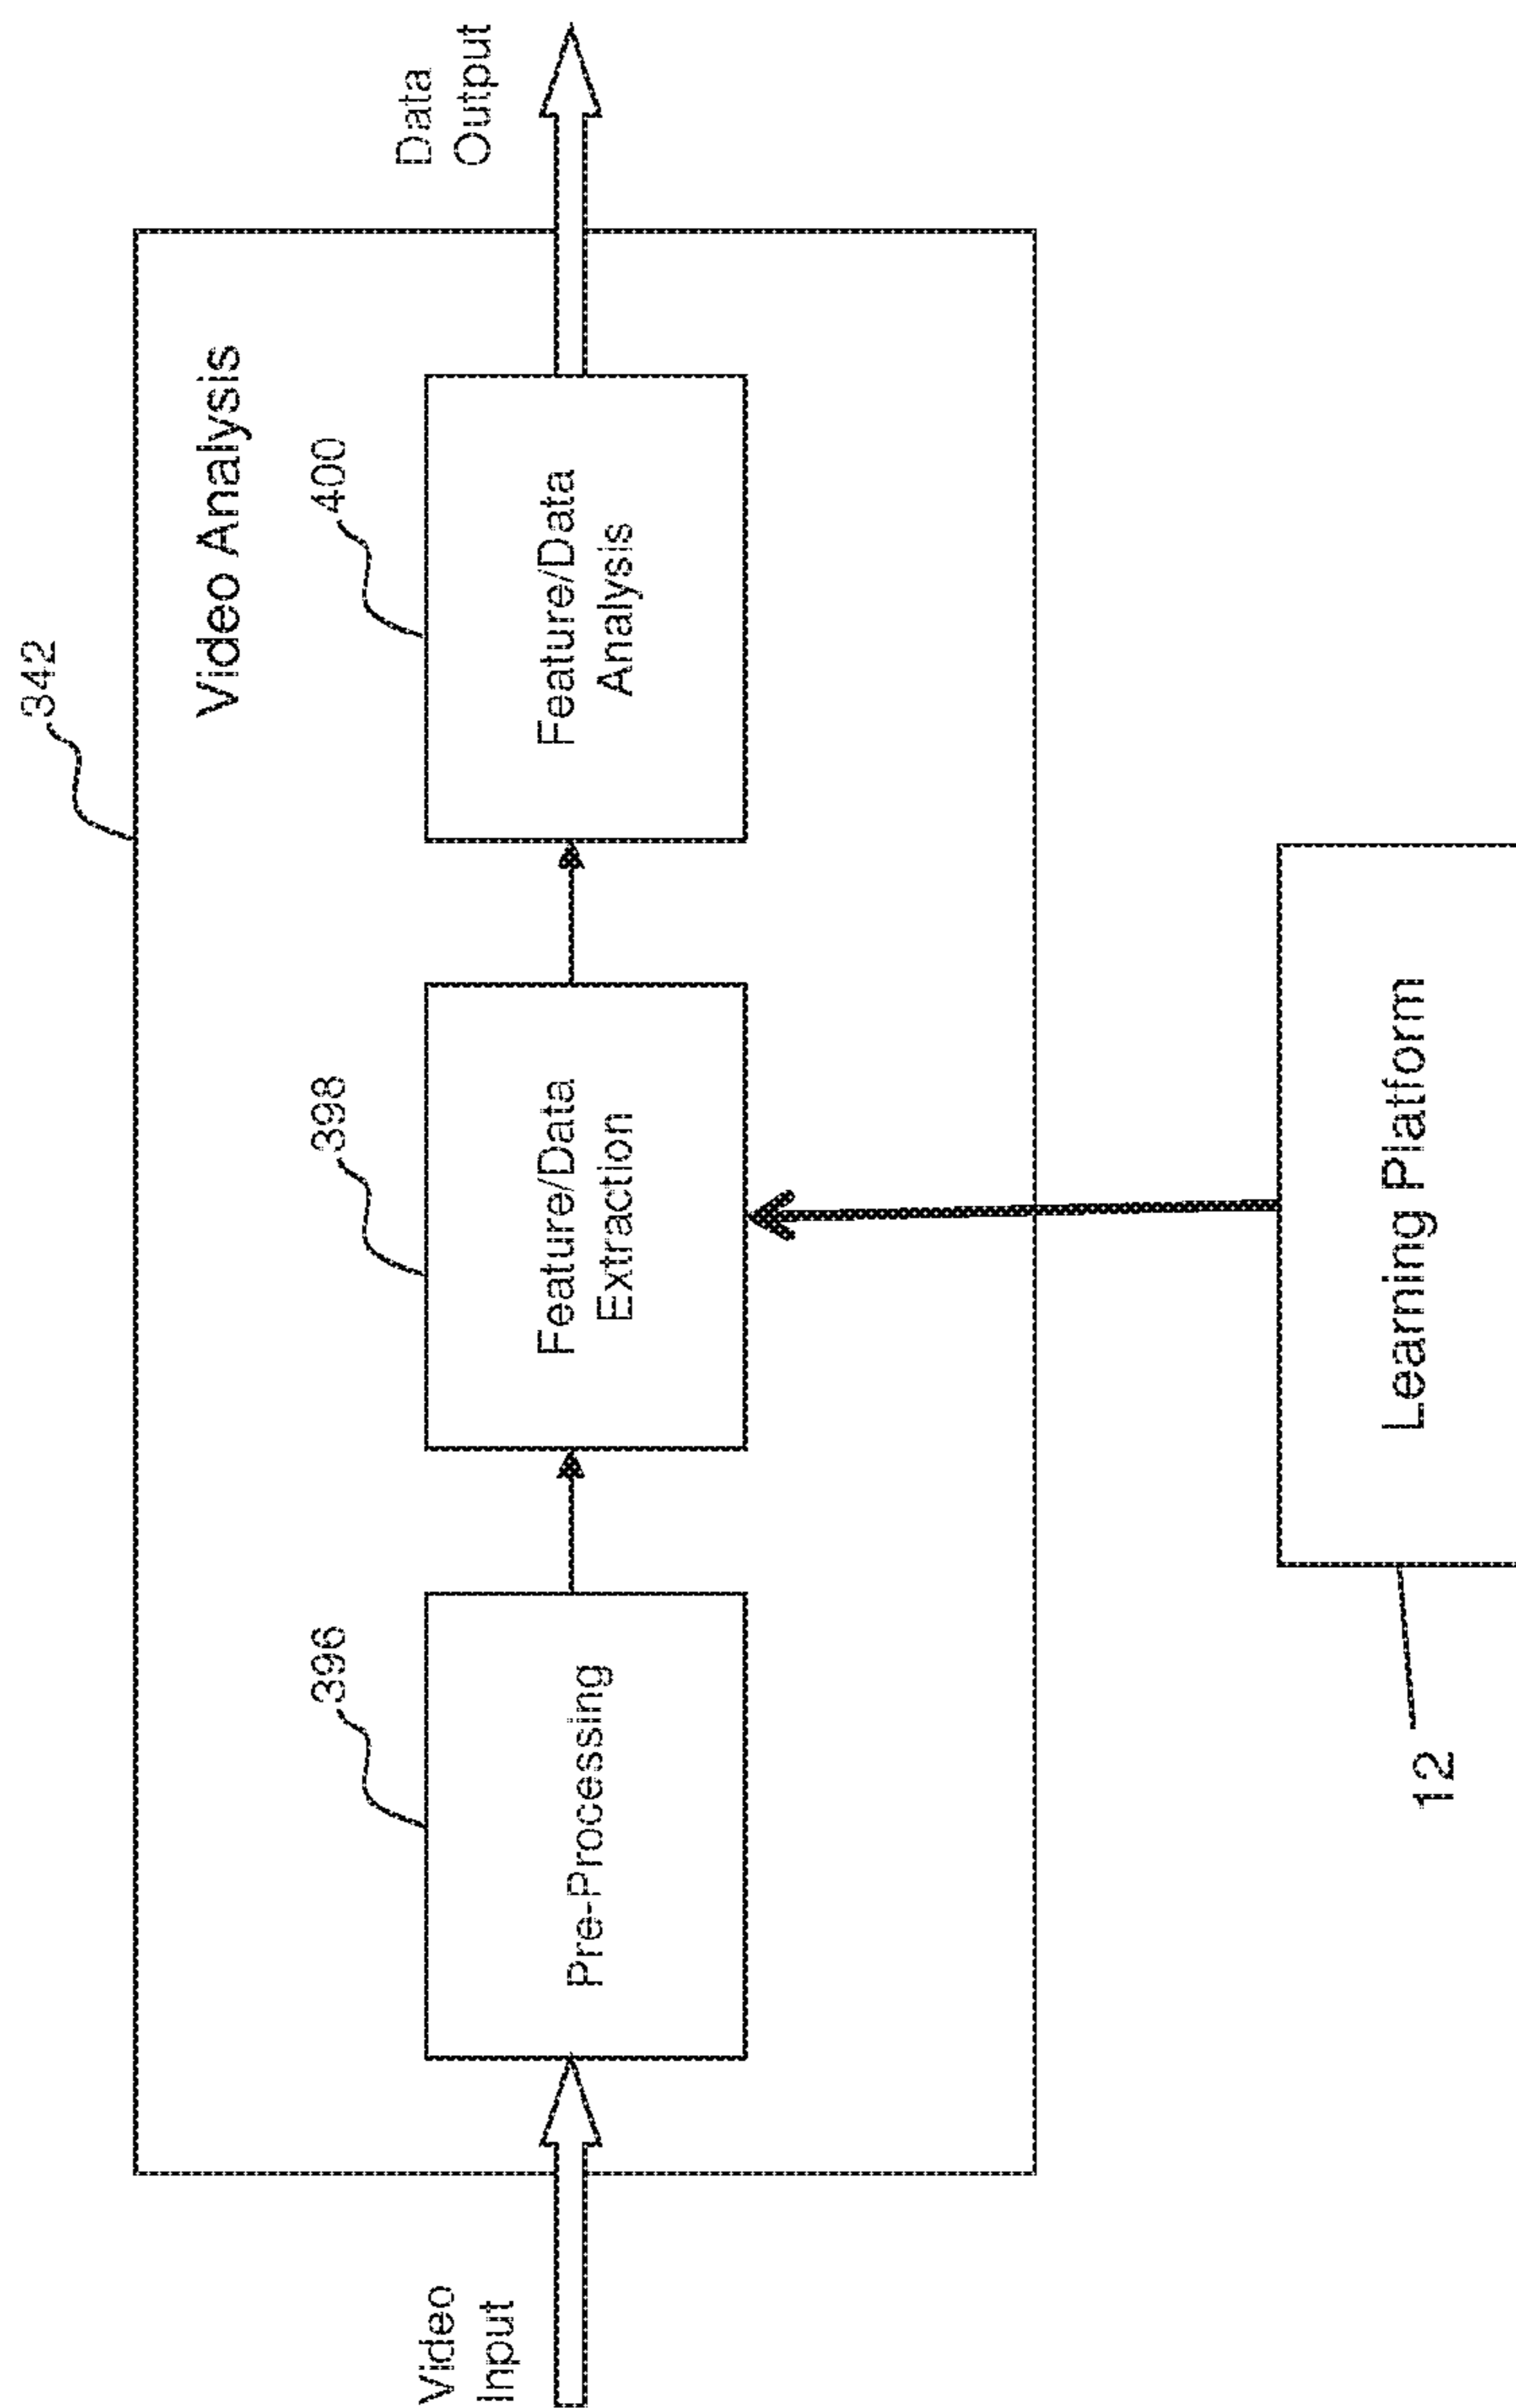 342
Video Analysis
396
398
400
Data
Output
Video
Input
Pre-Processing
Feature/Data
Extraction
Feature/Data
Analysis
Learning Platform
12